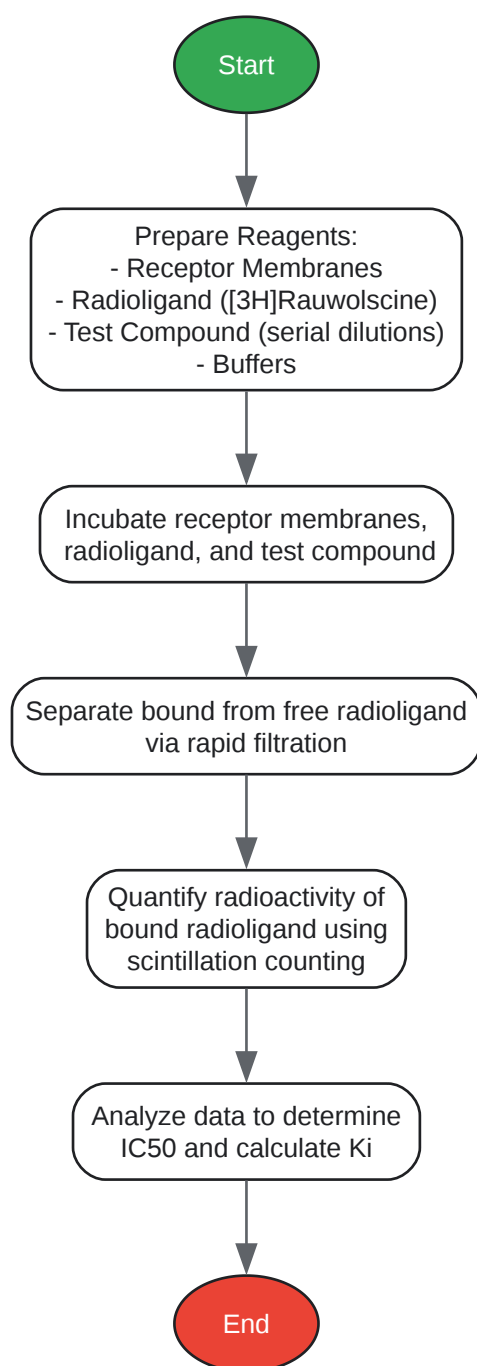 Start
Prepare Reagents:
- Receptor Membranes
- Radioligand ([3H]Rauwolscine)
- Test Compound (serial dilutions)
- Buffers
Incubate receptor membranes,
radioligand, and test compound
Separate bound from free radioligand
via rapid filtration
Quantify radioactivity of
bound radioligand using
scintillation counting
Analyze data to determine
IC50 and calculate Ki
End